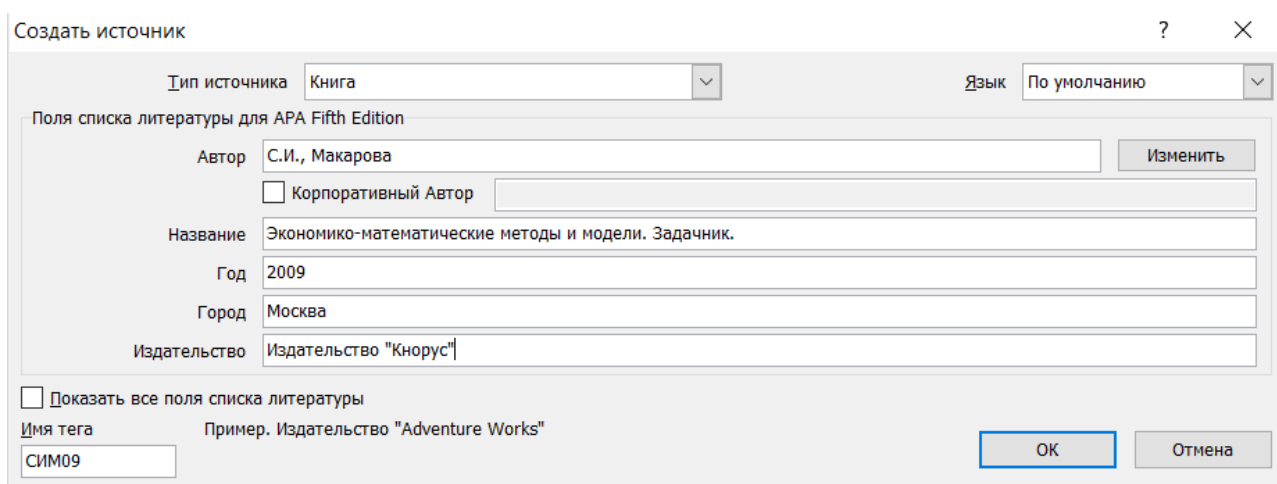 Создать источник ?
Тип источника Книга Язык По умолчанию
Поля списка литературы для APA Fifth Edition
Автор С.И., Макарова Изменить
Корпоративный Автор
Название Экономико-математические методы и модели. Задачник.
Год 2009
Город Москва
Издательство Издательство "Кнорус"
Показать все поля списка литературы
Имя тега Пример. Издательство "Adventure Works"
СИМ09 ОК Отмена